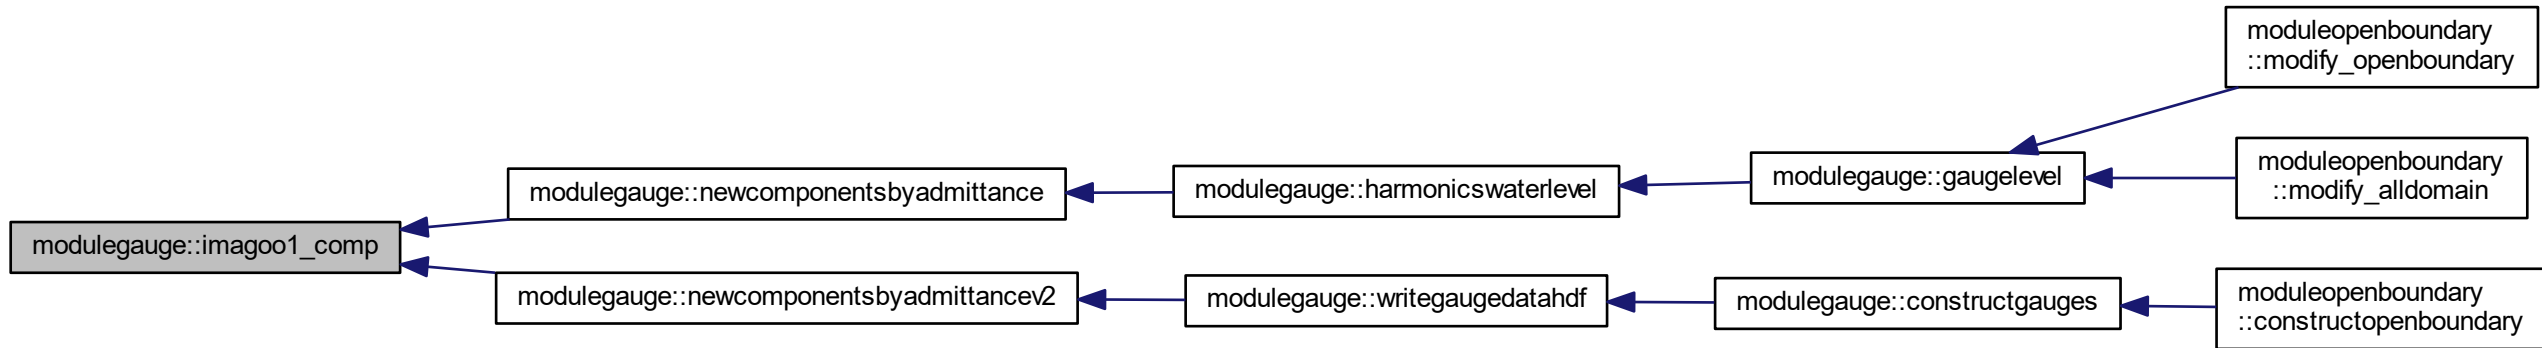 moduleopenboundary
::modify_openboundary
moduleopenboundary
::modify_alldomain
modulegauge::gaugelevel
modulegauge::harmonicswaterlevel
modulegauge::newcomponentsbyadmittance
modulegauge::imagoo1_comp
modulegauge::newcomponentsbyadmittancev2
modulegauge::writegaugedatahdf
modulegauge::constructgauges
moduleopenboundary
::constructopenboundary